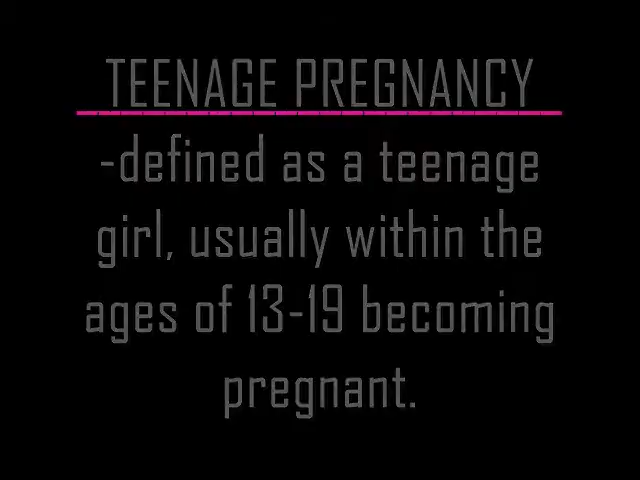 TEENAGE PREGNANCY
-defined as a teenage
girl, usually within the
ages of 13-19 becoming
pregnant.